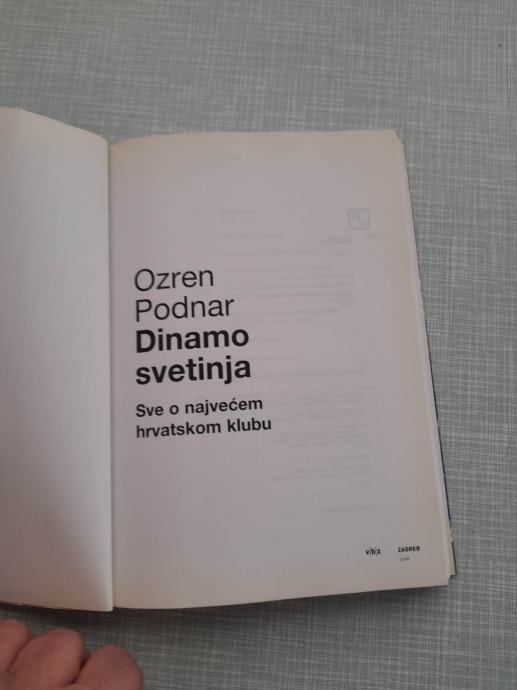 Ozren
Podnar
Dinamo
svetinja
Sve o najvećem
hrvatskom klubu
v|b|z ZAGREB